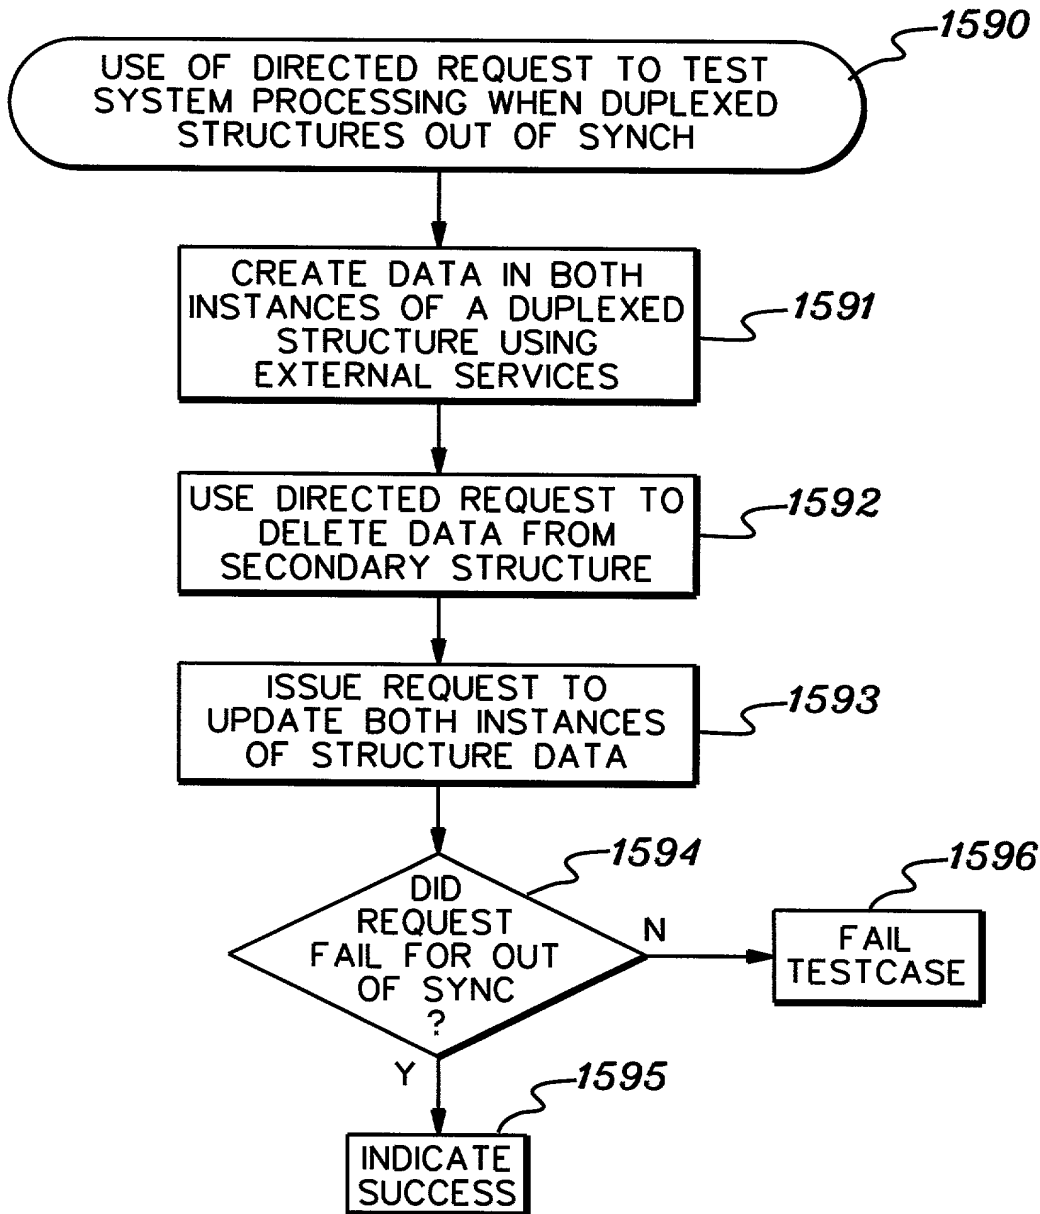 1590
USE OF DIRECTED REQUEST TO TEST
SYSTEM PROCESSING WHEN DUPLEXED
STRUCTURES OUT OF SYNCH
CREATE DATA IN BOTH
INSTANCES OF A DUPLEXED
STRUCTURE USING
EXTERNAL SERVICES
1591
USE DIRECTED REQUEST TO
DELETE DATA FROM
SECONDARY STRUCTURE
1592
ISSUE REQUEST TO
UPDATE BOTH INSTANCES
OF STRUCTURE DATA
1593
1594
DID
REQUEST
FAIL FOR OUT
OF SYNC
?
N
1596
FAIL
TESTCASE
Y
1595
INDICATE
SUCCESS